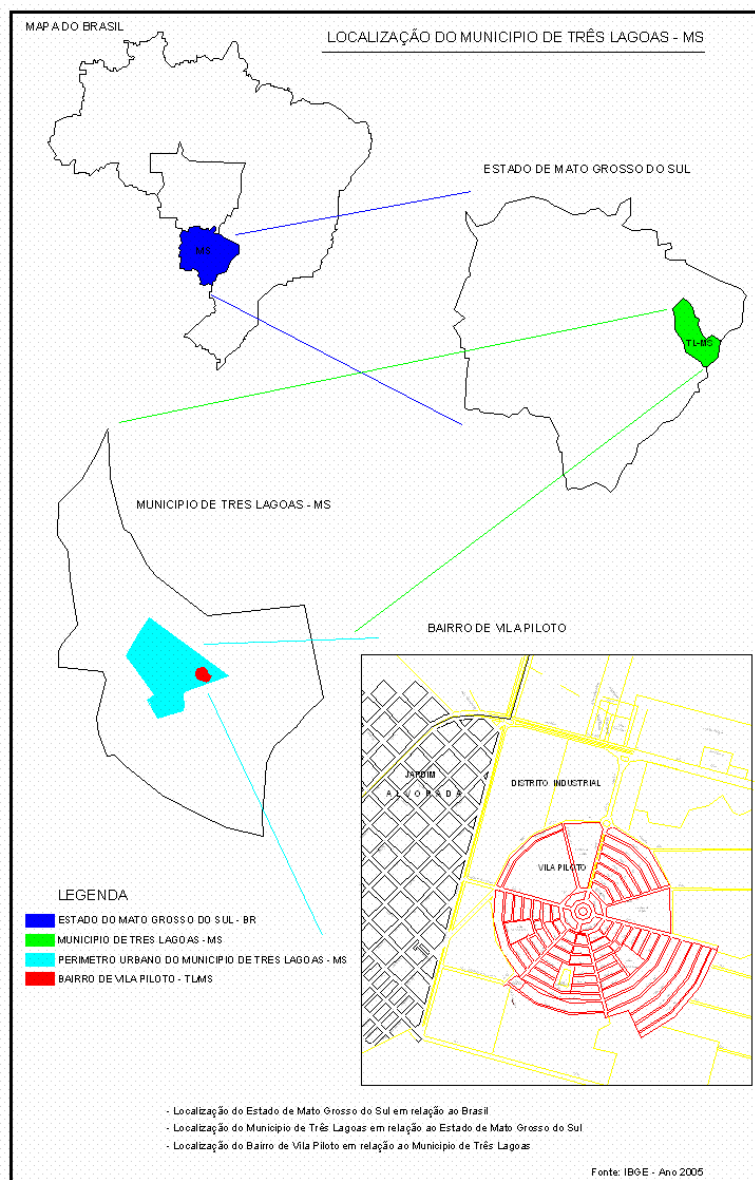 MAPA DO BRASIL
LOCALIZAÇÃO DO MUNICIPIO DE TRÊS LAGOAS - MS
ESTADO DE MATO GROSSO DO SUL
MS
TL-MS
MUNICIPIO DE TRES LAGOAS - MS
BAIRRO DE VILA PILOTO
JARDIM
ALVORADA
DISTRITO INDUSTRIAL
VILA PILOTO
LEGENDA
ESTADO DO MATO GROSSO DO SUL - BR
MUNICIPIO DE TRES LAGOAS - MS
PERIMETRO URBANO DO MUNICIPIO DE TRES LAGOAS - MS
BAIRRO DE VILA PILOTO - TL/MS
- Localização do Estado de Mato Grosso do Sul em relação ao Brasil
- Localização do Municipio de Três Lagoas em relação ao Estado de Mato Grosso do Sul
- Localização do Bairro de Vila Piloto em relação ao Municipio de Três Lagoas
Fonte: IBGE - Ano 2005